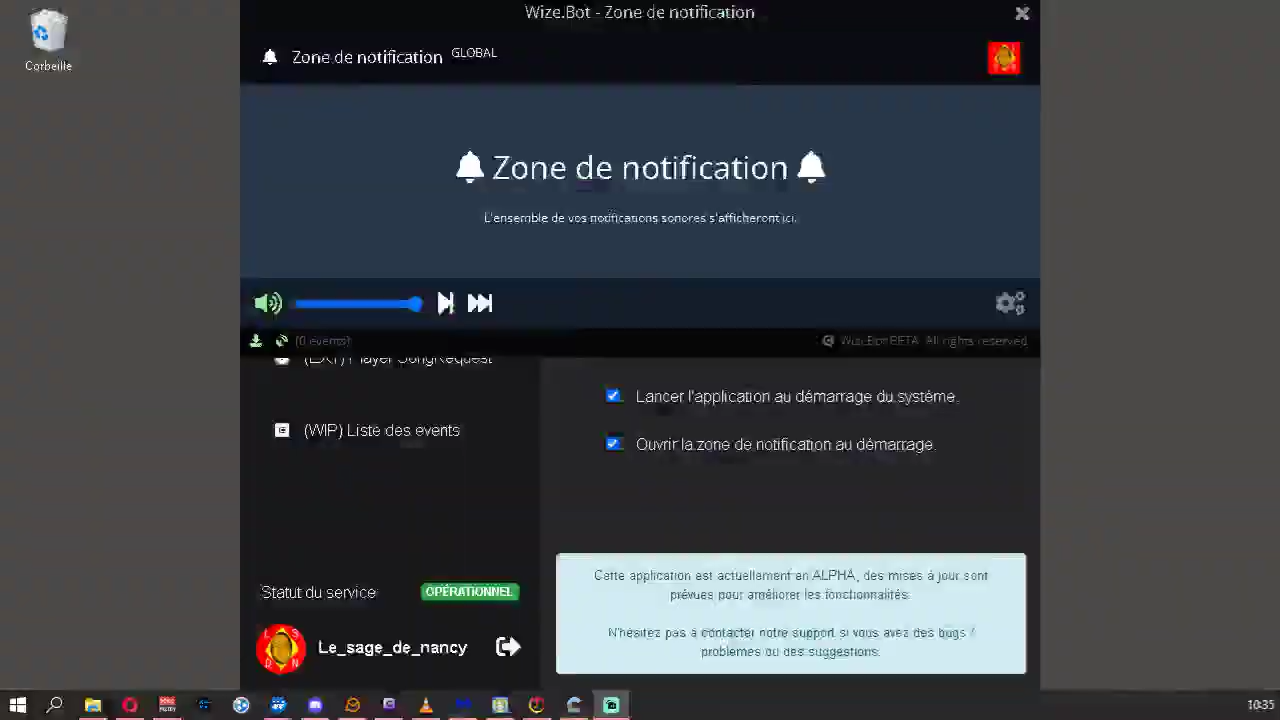 Wize.Bot - Zone de notification
Corbeille
Zone de notification GLOBAL
Zone de notification
L'ensemble de vos notifications sonores s'afficheront ici.
(0 events)
WizeBot BETA. All rights reserved
(EXT) Player SongRequest
Lancer l'application au démarrage du système.
(WIP) Liste des events
Ouvrir la zone de notification au démarrage.
Cette application est actuellement en ALPHA, des mises à jour sont
prévues pour améliorer les fonctionnalités.
Statut du service OPÉRATIONNEL
N'hésitez pas à contacter notre support si vous avez des bugs /
problèmes ou des suggestions.
Le_sage_de_nancy
10:35